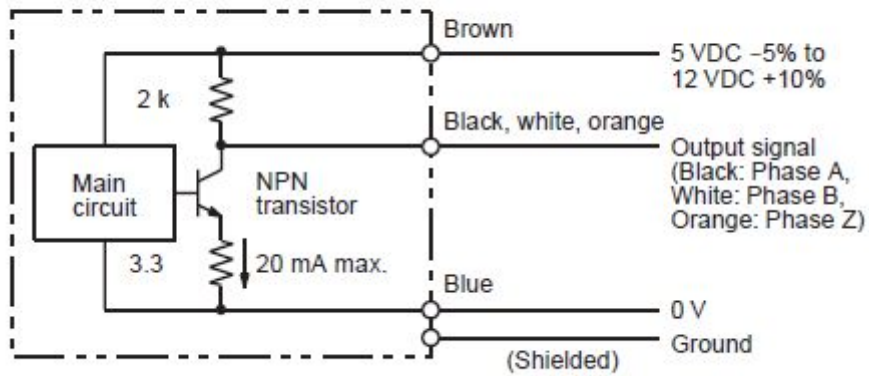 Brown
5 VDC −5% to
12 VDC +10%
2 k
Black, white, orange
Output signal
(Black: Phase A,
White: Phase B,
Orange: Phase Z)
Main
circuit
NPN
transistor
3.3
20 mA max.
Blue
0 V
Ground
(Shielded)